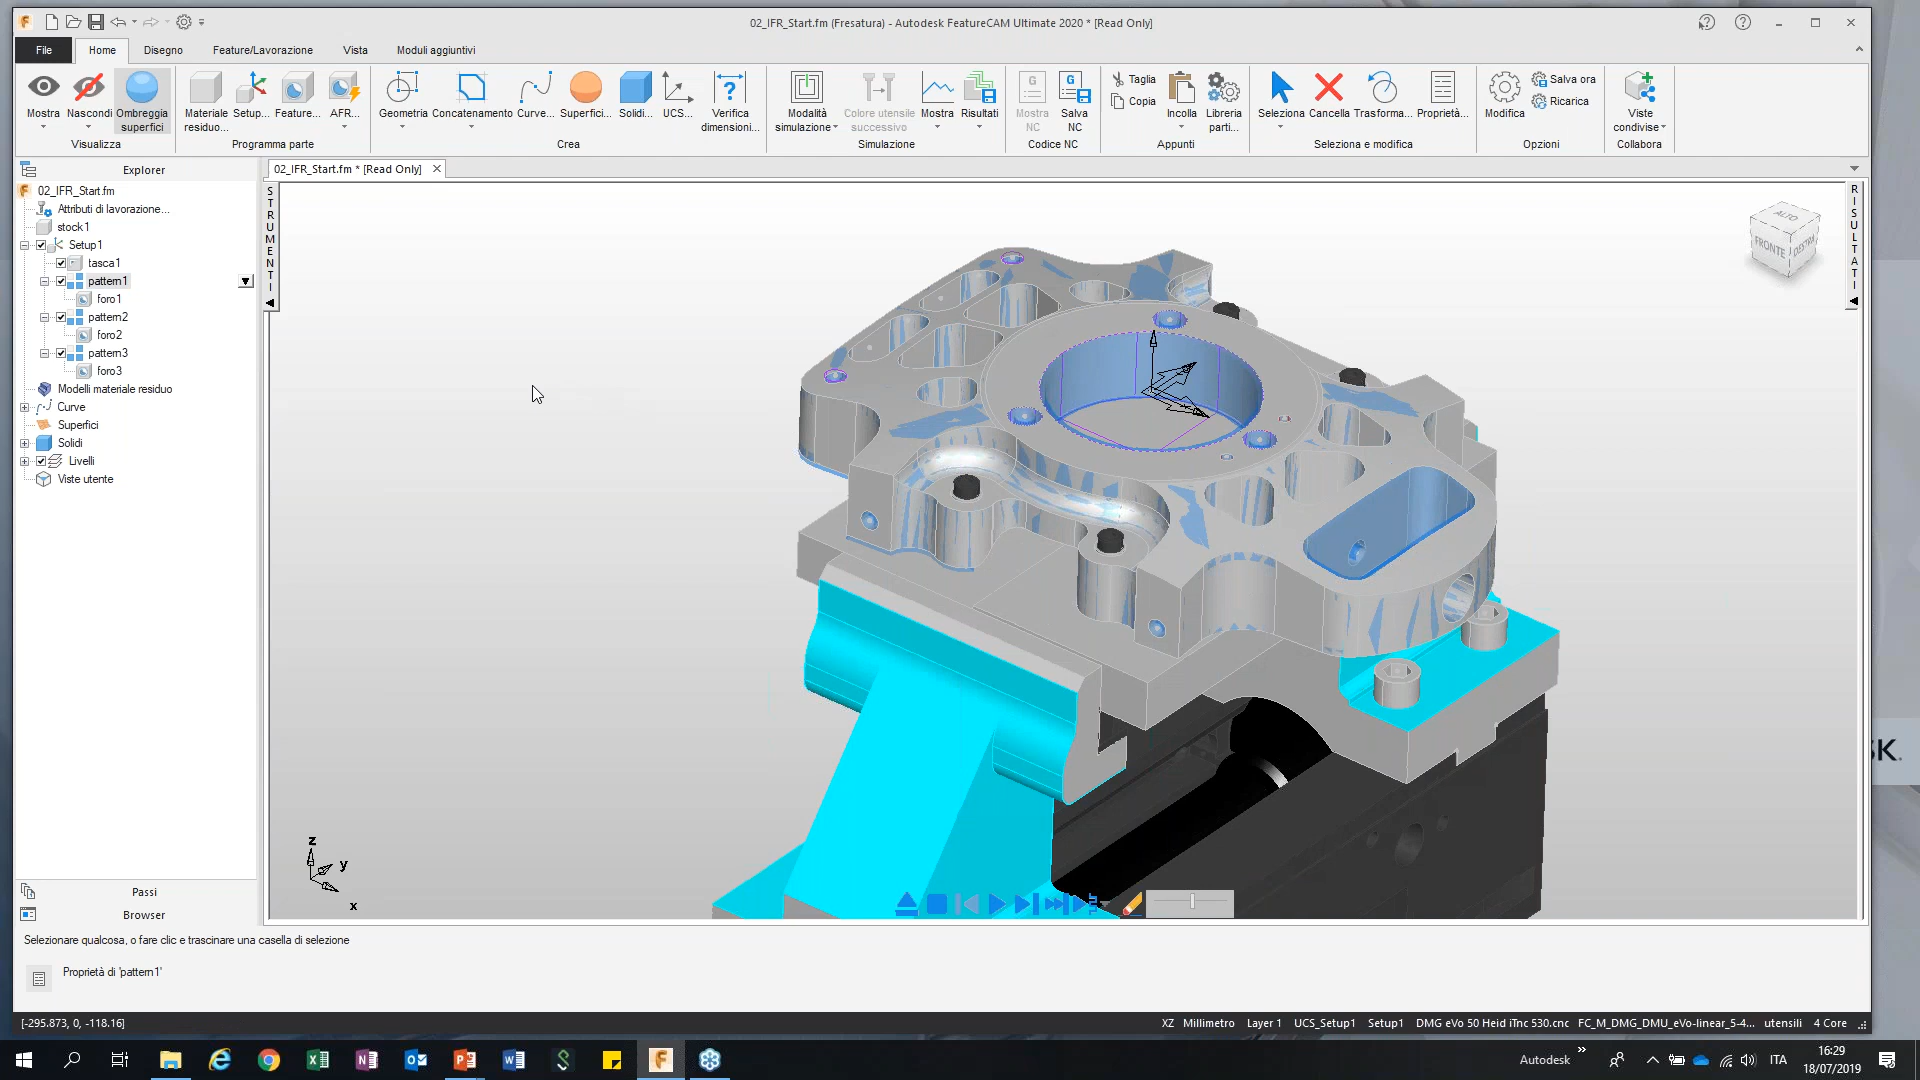 02_IFR_Start.fm (Fresatura) - Autodesk FeatureCAM Ultimate 2020 * [Read Only]
File
Home
Disegno
Feature/Lavorazione
Vista
Moduli aggiuntivi
Mostra
Nascondi
Ombreggia superfici
Visualizza
Materiale residuo...
Setup...
Feature...
AFR...
Programma parte
Geometria
Concatenamento
Curve...
Superfici...
Solidi...
UCS...
Verifica dimensioni...
Crea
Modalità simulazione
Colore utensile successivo
Mostra
Risultati
Simulazione
Mostra NC
Salva NC
Codice NC
Taglia
Copia
Incolla
Libreria parti...
Appunti
Seleziona
Cancella
Trasforma...
Proprietà...
Seleziona e modifica
Modifica
Salva ora
Ricarica
Opzioni
Viste condivise
Collabora
Explorer
02_IFR_Start.fm * [Read Only]
02_IFR_Start.fm
Attributi di lavorazione...
stock1
Setup1
tasca1
pattern1
foro1
pattern2
foro2
pattern3
foro3
Modelli materiale residuo
Curve
Superfici
Solidi
Livelli
Viste utente
STRUMENTI
RISULTATI
ALTO
FRONTE
DESTRA
z
y
x
SK.
Passi
Browser
Selezionare qualcosa, o fare clic e trascinare una casella di selezione
Proprietà di 'pattern1'
[-295.873, 0, -118.16]
XZ
Millimetro
Layer 1
UCS_Setup1
Setup1
DMG eVo 50 Heid iTnc 530.cnc
FC_M_DMG_DMU_eVo-linear_5-4...
utensili
4 Core
Autodesk
ITA
16:29
18/07/2019